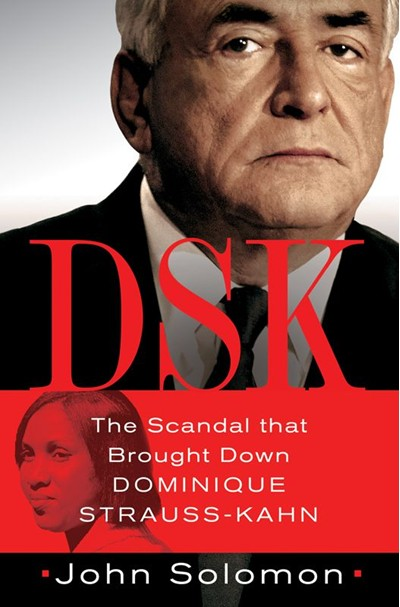 DSK
The Scandal that
Brought Down
DOMINIQUE
STRAUSS-KAHN
John Solomon